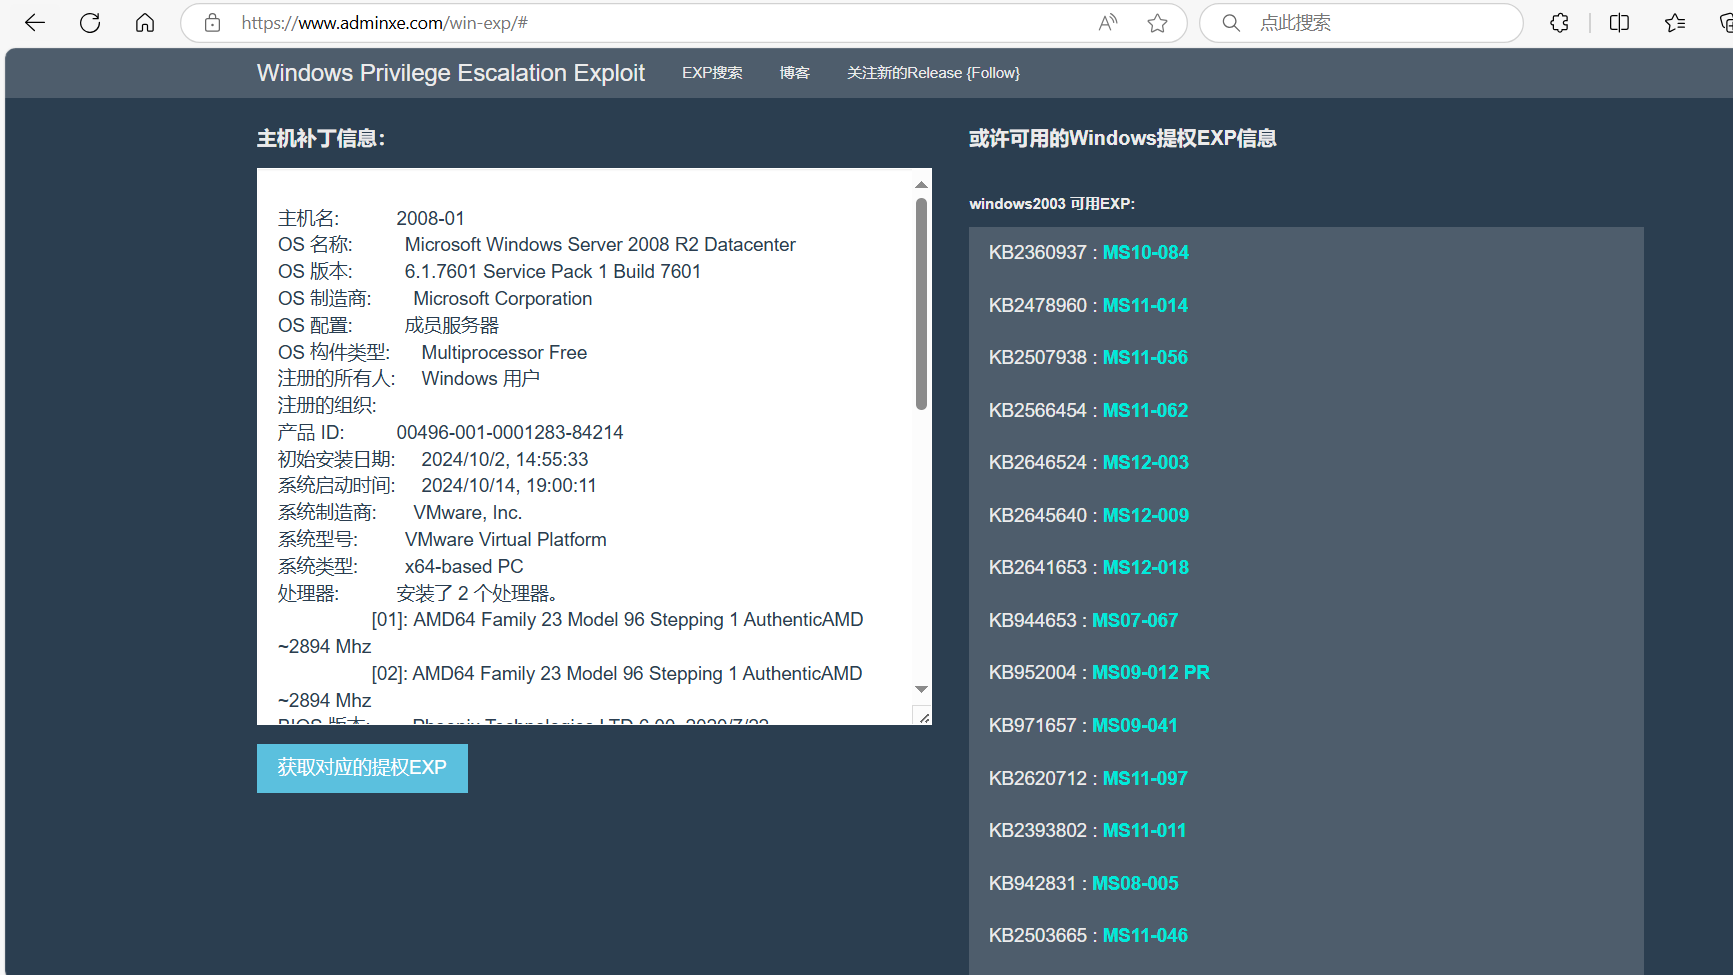 https://www.adminxe.com/win-exp/#
点此搜索
Windows Privilege Escalation Exploit
EXP搜索
博客
关注新的Release {Follow}
主机补丁信息:
主机名: 2008-01
OS 名称: Microsoft Windows Server 2008 R2 Datacenter
OS 版本: 6.1.7601 Service Pack 1 Build 7601
OS 制造商: Microsoft Corporation
OS 配置: 成员服务器
OS 构件类型: Multiprocessor Free
注册的所有人: Windows 用户
注册的组织:
产品 ID: 00496-001-0001283-84214
初始安装日期: 2024/10/2, 14:55:33
系统启动时间: 2024/10/14, 19:00:11
系统制造商: VMware, Inc.
系统型号: VMware Virtual Platform
系统类型: x64-based PC
处理器: 安装了 2 个处理器。
[01]: AMD64 Family 23 Model 96 Stepping 1 AuthenticAMD
~2894 Mhz
[02]: AMD64 Family 23 Model 96 Stepping 1 AuthenticAMD
~2894 Mhz
BIOS 版本: Phoenix Technologies LTD 6.00, 2020/7/22
获取对应的提权EXP
或许可用的Windows提权EXP信息
windows2003 可用EXP:
KB2360937 : MS10-084
KB2478960 : MS11-014
KB2507938 : MS11-056
KB2566454 : MS11-062
KB2646524 : MS12-003
KB2645640 : MS12-009
KB2641653 : MS12-018
KB944653 : MS07-067
KB952004 : MS09-012 PR
KB971657 : MS09-041
KB2620712 : MS11-097
KB2393802 : MS11-011
KB942831 : MS08-005
KB2503665 : MS11-046